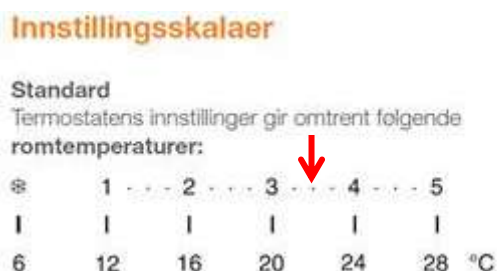 Innstillingsskalaer
Standard
Termostatens innstillinger gir omtrent følgende
romtemperaturer:
❄ 1 · · · 2 · · · 3 · · · 4 · · · 5
6 12 16 20 24 28 °C